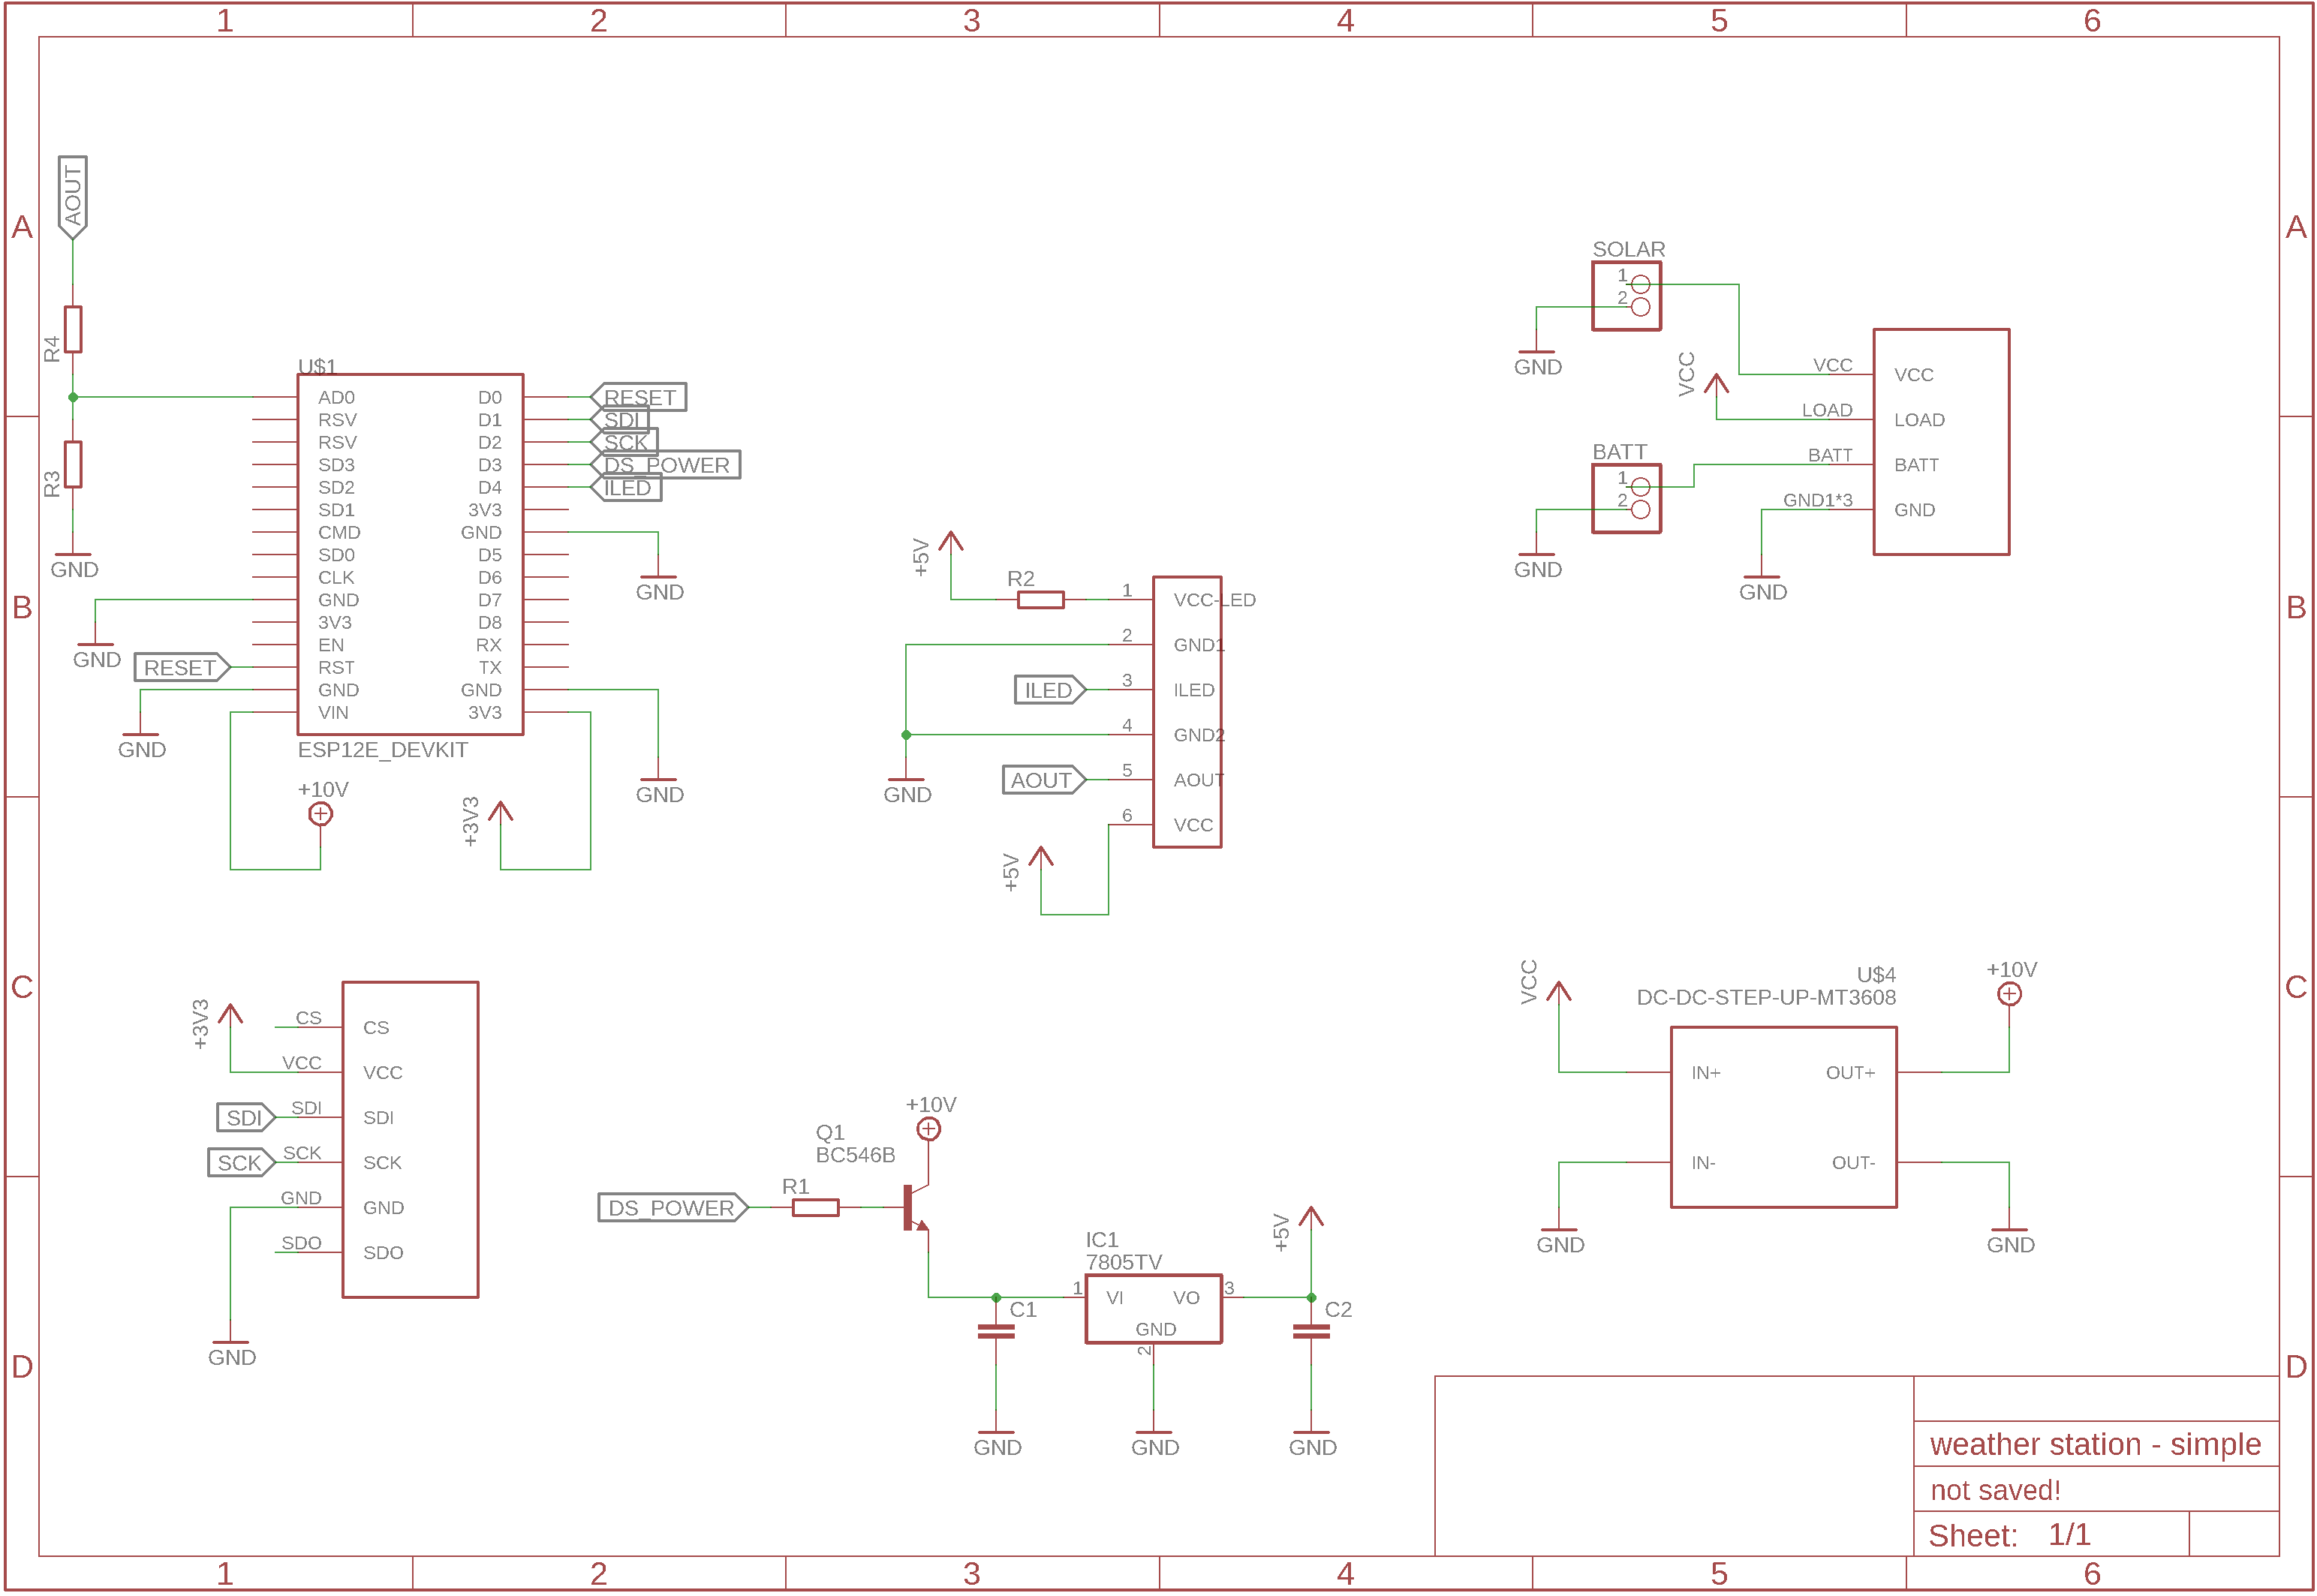 1 2 3 4 5 6
A
B
C
D
A
B
C
D
1 2 3 4 5 6
AOUT
R4
R3
GND
U$1
AD0
RSV
RSV
SD3
SD2
SD1
CMD
SD0
CLK
GND
3V3
EN
RST
GND
VIN
D0
D1
D2
D3
D4
3V3
GND
D5
D6
D7
D8
RX
TX
GND
3V3
ESP12E_DEVKIT
RESET
SDI
SCK
DS_POWER
ILED
GND
GND
GND
RESET
GND
+10V
+3V3
+5V
R2
1 VCC-LED
2 GND1
ILED 3 ILED
4 GND2
AOUT 5 AOUT
6 VCC
GND
+5V
SOLAR
1
2
GND
VCC
BATT
1
2
GND
VCC VCC
LOAD LOAD
BATT BATT
GND1*3 GND
GND
+3V3
CS CS
VCC VCC
SDI SDI SDI
SCK SCK SCK
GND GND
SDO SDO
GND
+10V
Q1
BC546B
DS_POWER
R1
IC1
7805TV
1 VI VO 3
GND
2
C1
C2
+5V
GND
GND
GND
VCC
U$4
DC-DC-STEP-UP-MT3608
+10V
IN+ OUT+
IN- OUT-
GND
GND
weather station - simple
not saved!
Sheet: 1/1